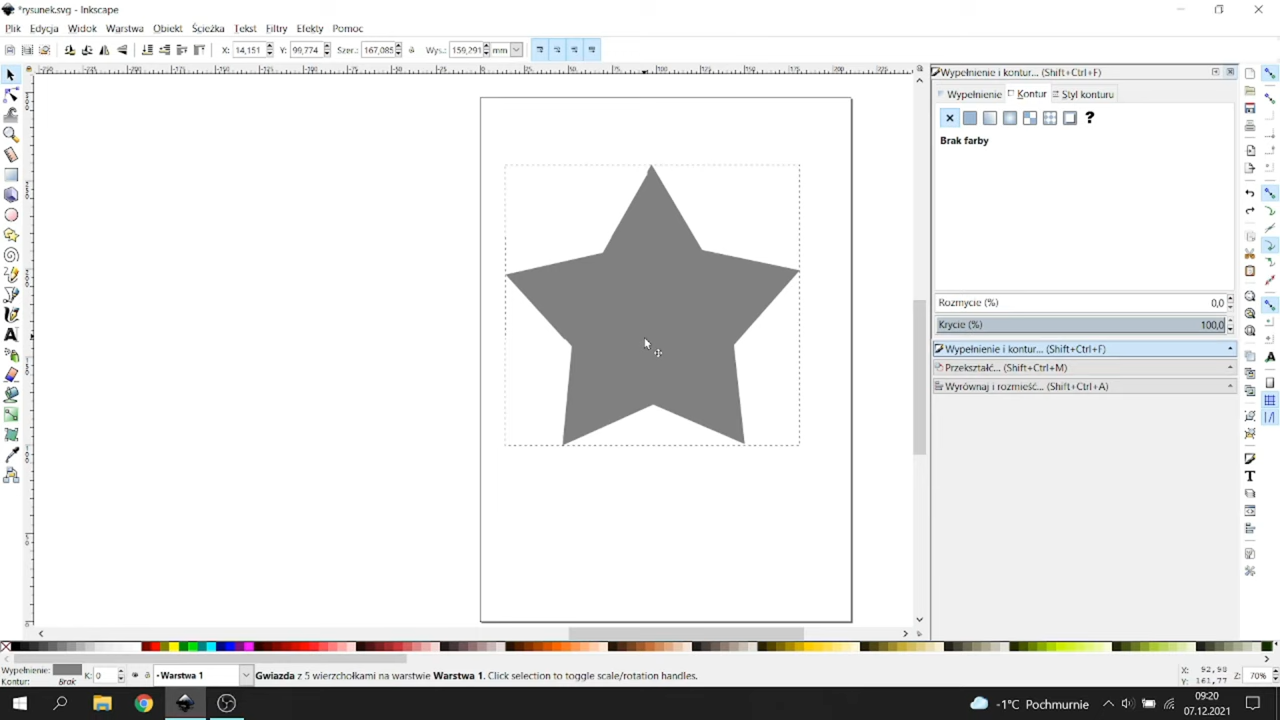 *rysunek.svg - Inkscape
Plik Edycja Widok Warstwa Obiekt Ścieżka Tekst Filtry Efekty Pomoc
X: 14,151 Y: 99,774 Szer.: 167,085 Wys.: 159,291 mm
Wypełnienie i kontur... (Shift+Ctrl+F)
Wypełnienie Kontur Styl konturu
?
Brak farby
Rozmycie (%) 0,0
Krycie (%) 100,0
Wypełnienie i kontur... (Shift+Ctrl+F)
Przekształć... (Shift+Ctrl+M)
Wyrównaj i rozmieść... (Shift+Ctrl+A)
Wypełnienie:
Kontur: Brak
K: 0
Warstwa 1
Gwiazda z 5 wierzchołkami na warstwie Warstwa 1. Click selection to toggle scale/rotation handles.
X: 92,98
Y: 161,77
Z: 70%
-1°C Pochmurnie
09:20
07.12.2021